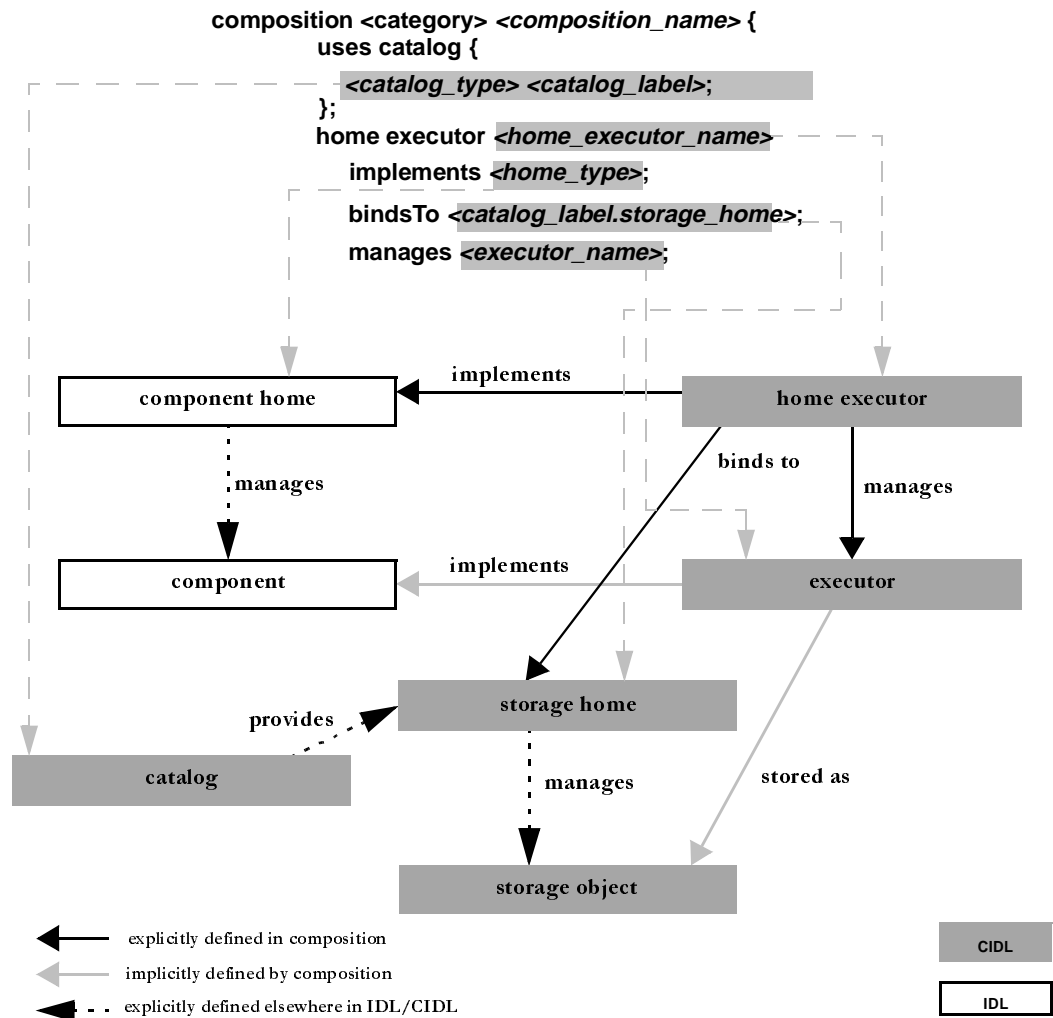 composition <category> <composition_name> {
uses catalog {
<catalog_type> <catalog_label>;
};
home executor <home_executor_name>
implements <home_type>;
bindsTo <catalog_label.storage_home>;
manages <executor_name>;
implements
component home
home executor
binds to
manages
manages
implements
component
executor
storage home
provides
catalog
manages
stored as
storage object
explicitly defined in composition
CIDL
implicitly defined by composition
explicitly defined elsewhere in IDL/CIDL
IDL